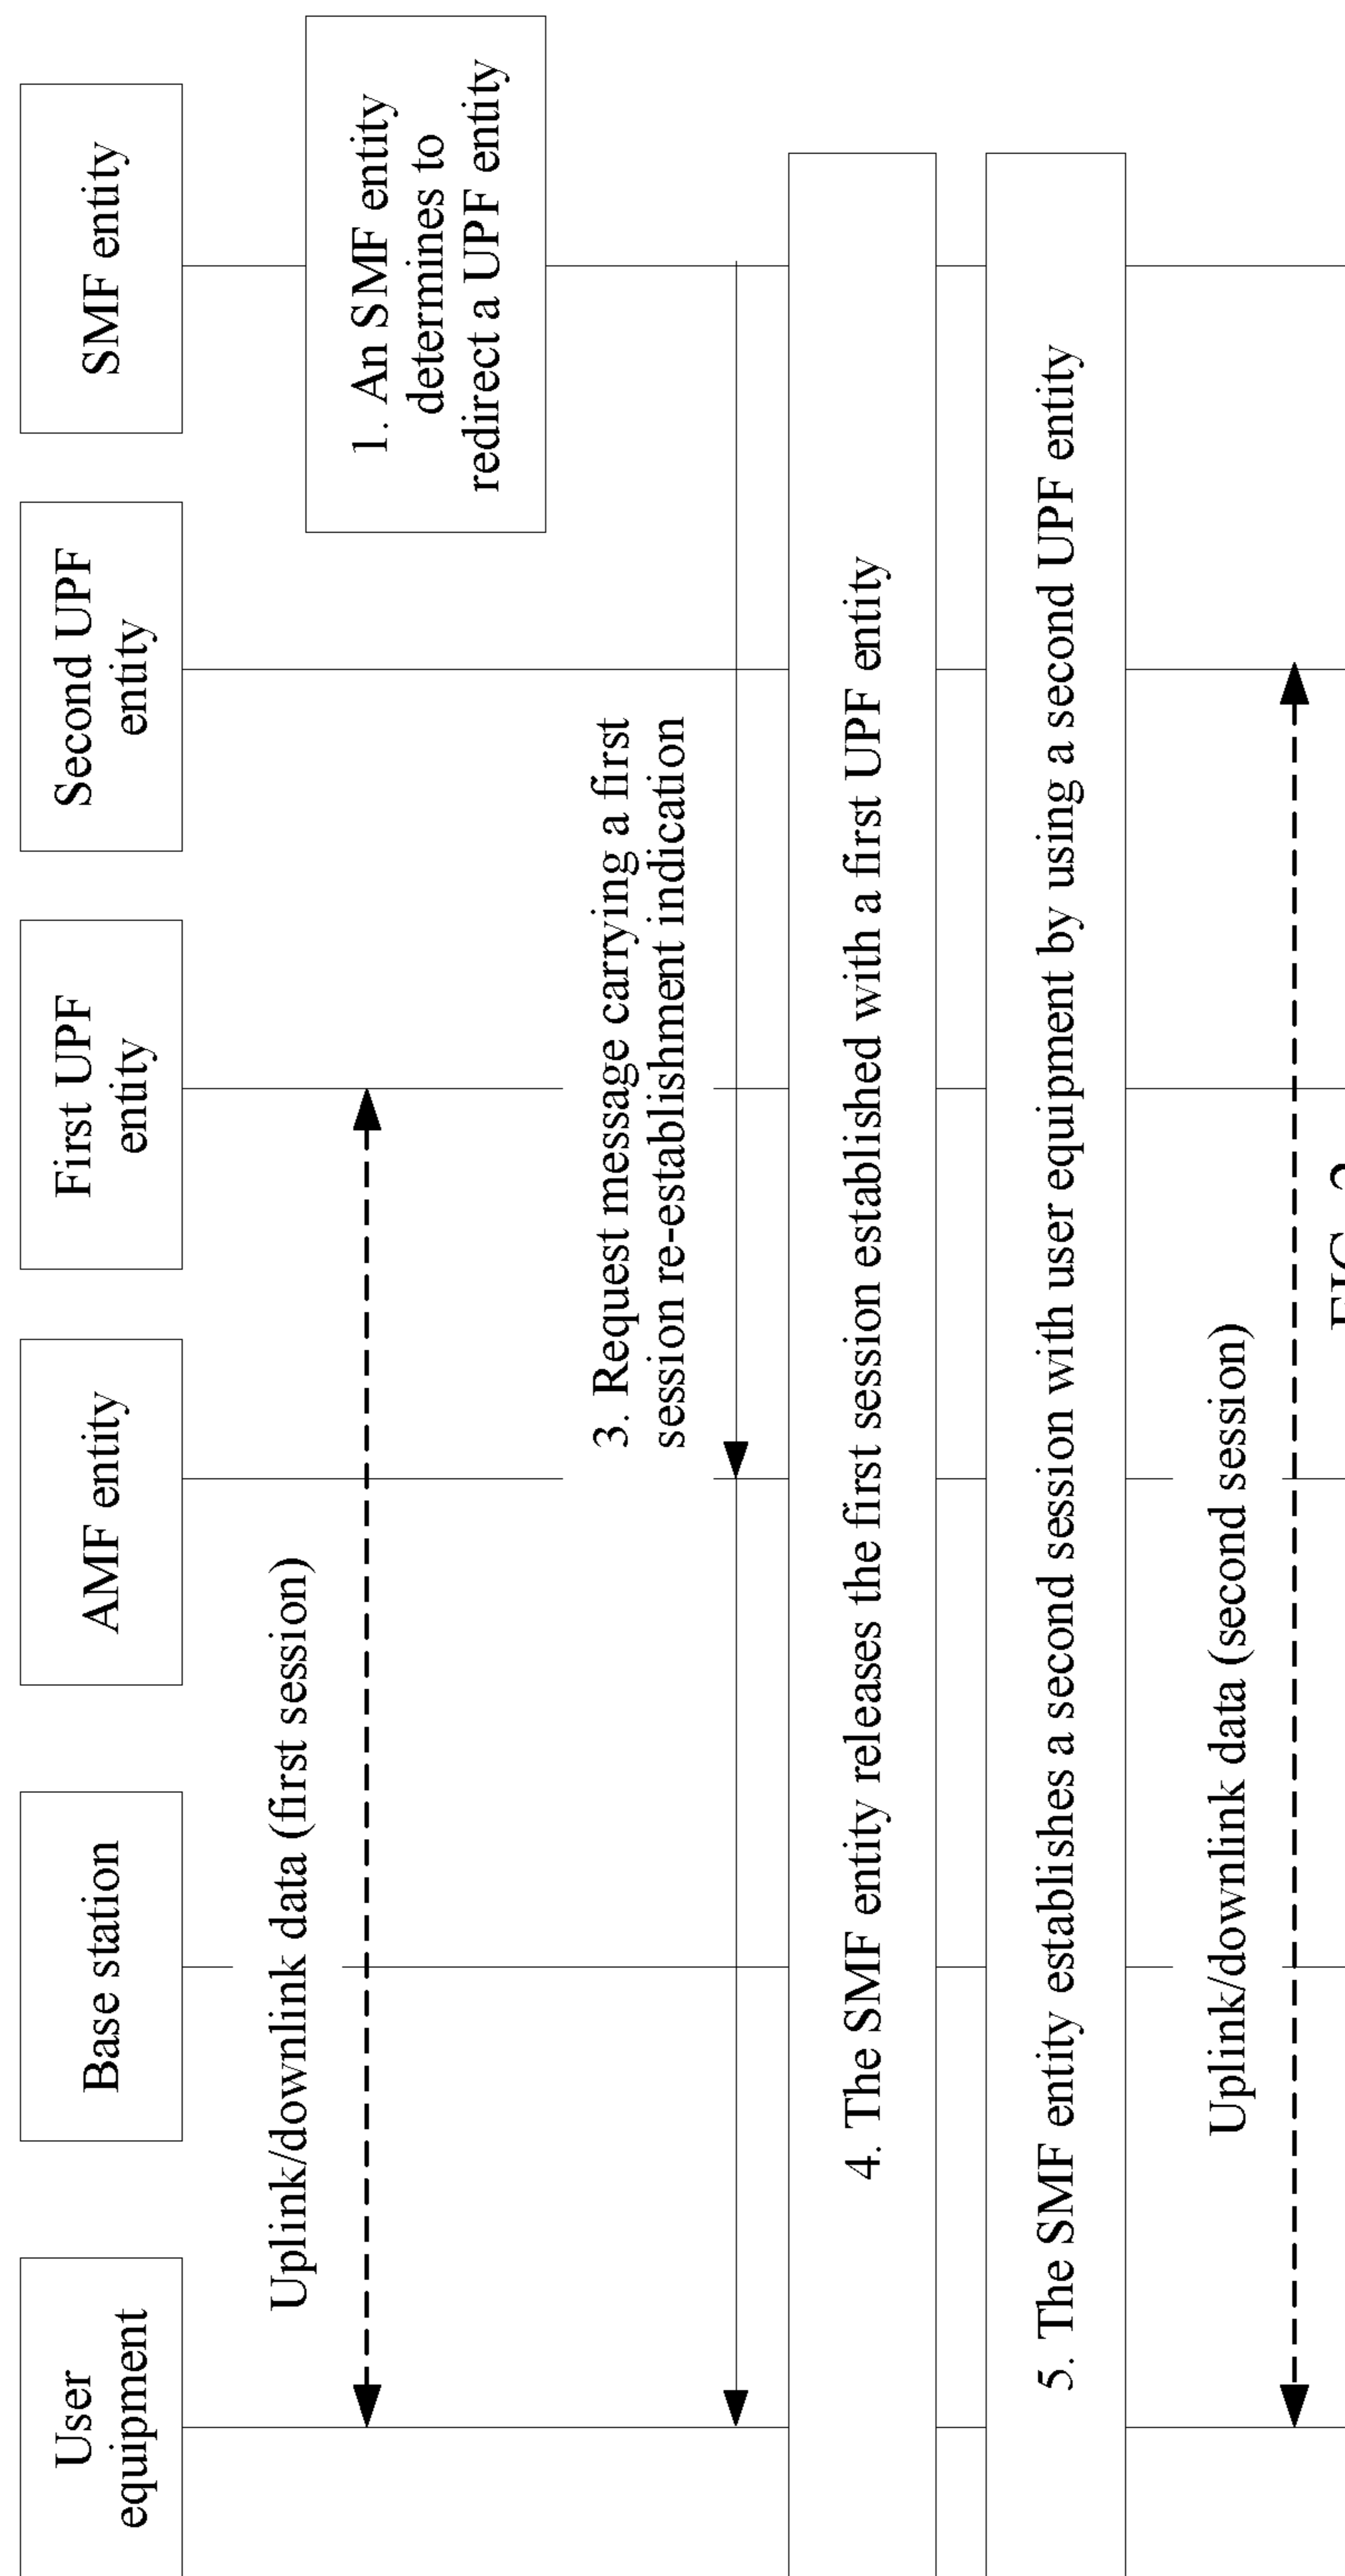 User
equipment
Base station
AMF entity
First UPF
entity
Second UPF
entity
SMF entity
Uplink/downlink data (first session)
1. An SMF entity
determines to
redirect a UPF entity
3. Request message carrying a first
session re-establishment indication
4. The SMF entity releases the first session established with a first UPF entity
5. The SMF entity establishes a second session with user equipment by using a second UPF entity
Uplink/downlink data (second session)